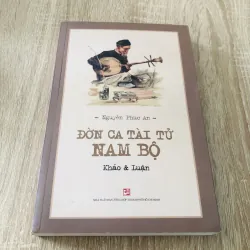 - Nguyễn Phúc An -
ĐỜN CA TÀI TỬ
NAM BỘ
Khảo & Luận